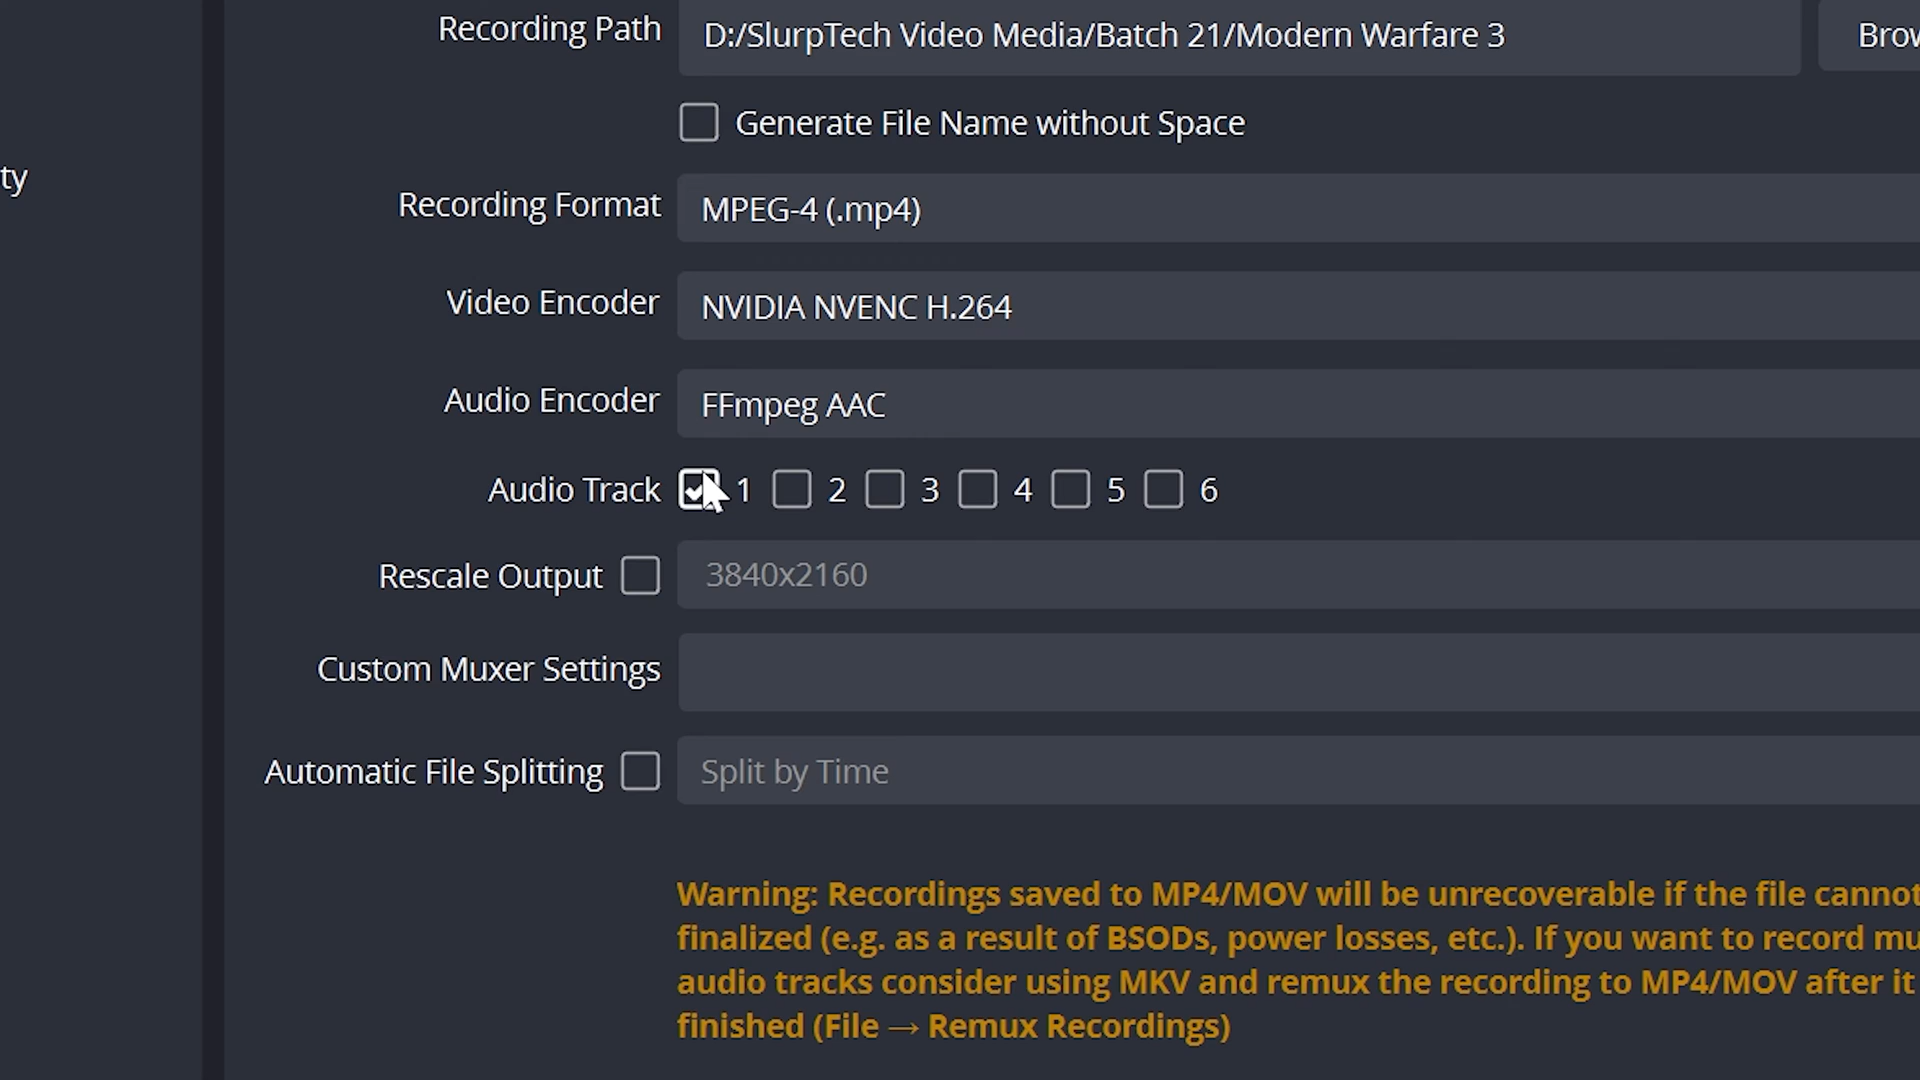 Recording Path D:/SlurpTech Video Media/Batch 21/Modern Warfare 3
Generate File Name without Space
ty
Recording Format MPEG-4 (.mp4)
Video Encoder NVIDIA NVENC H.264
Audio Encoder FFmpeg AAC
Audio Track 1 2 3 4 5 6
Rescale Output 3840x2160
Custom Muxer Settings
Automatic File Splitting Split by Time
Warning: Recordings saved to MP4/MOV will be unrecoverable if the file cannot
finalized (e.g. as a result of BSODs, power losses, etc.). If you want to record
audio tracks consider using MKV and remux the recording to MP4/MOV after it
finished (File → Remux Recordings)